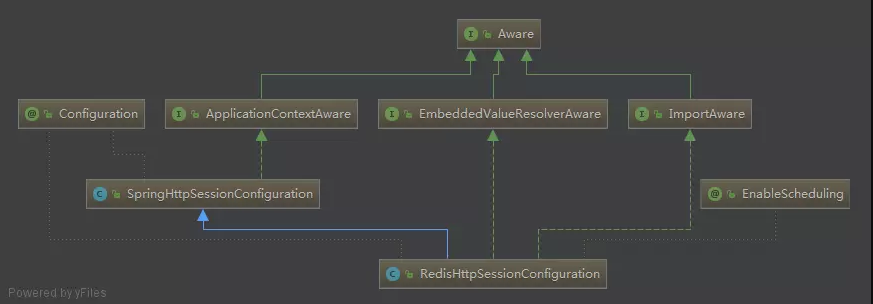 Aware
Configuration
ApplicationContextAware
EmbeddedValueResolverAware
ImportAware
SpringHttpSessionConfiguration
EnableScheduling
RedisHttpSessionConfiguration
Powered by yFiles